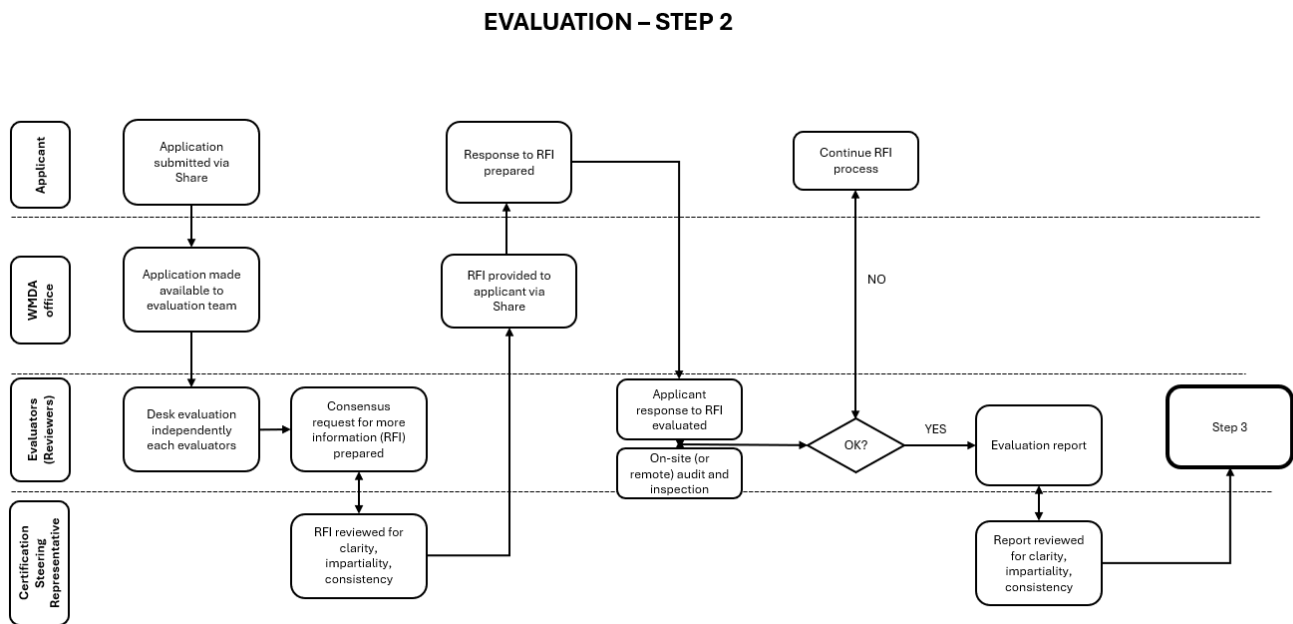 EVALUATION – STEP 2
Applicant
Application
submitted via
Share
Response to RFI
prepared
Continue RFI
process
WMDA
office
Application made
available to
evaluation team
RFI provided to
applicant via
Share
NO
Evaluators
(Reviewers)
Desk evaluation
independently
each evaluators
Consensus
request for more
information (RFI)
prepared
Applicant
response to RFI
evaluated
On-site (or
remote) audit and
inspection
OK?
YES
Evaluation report
Step 3
Certification
Steering
Representative
RFI reviewed for
clarity,
impartiality,
consistency
Report reviewed
for clarity,
impartiality,
consistency